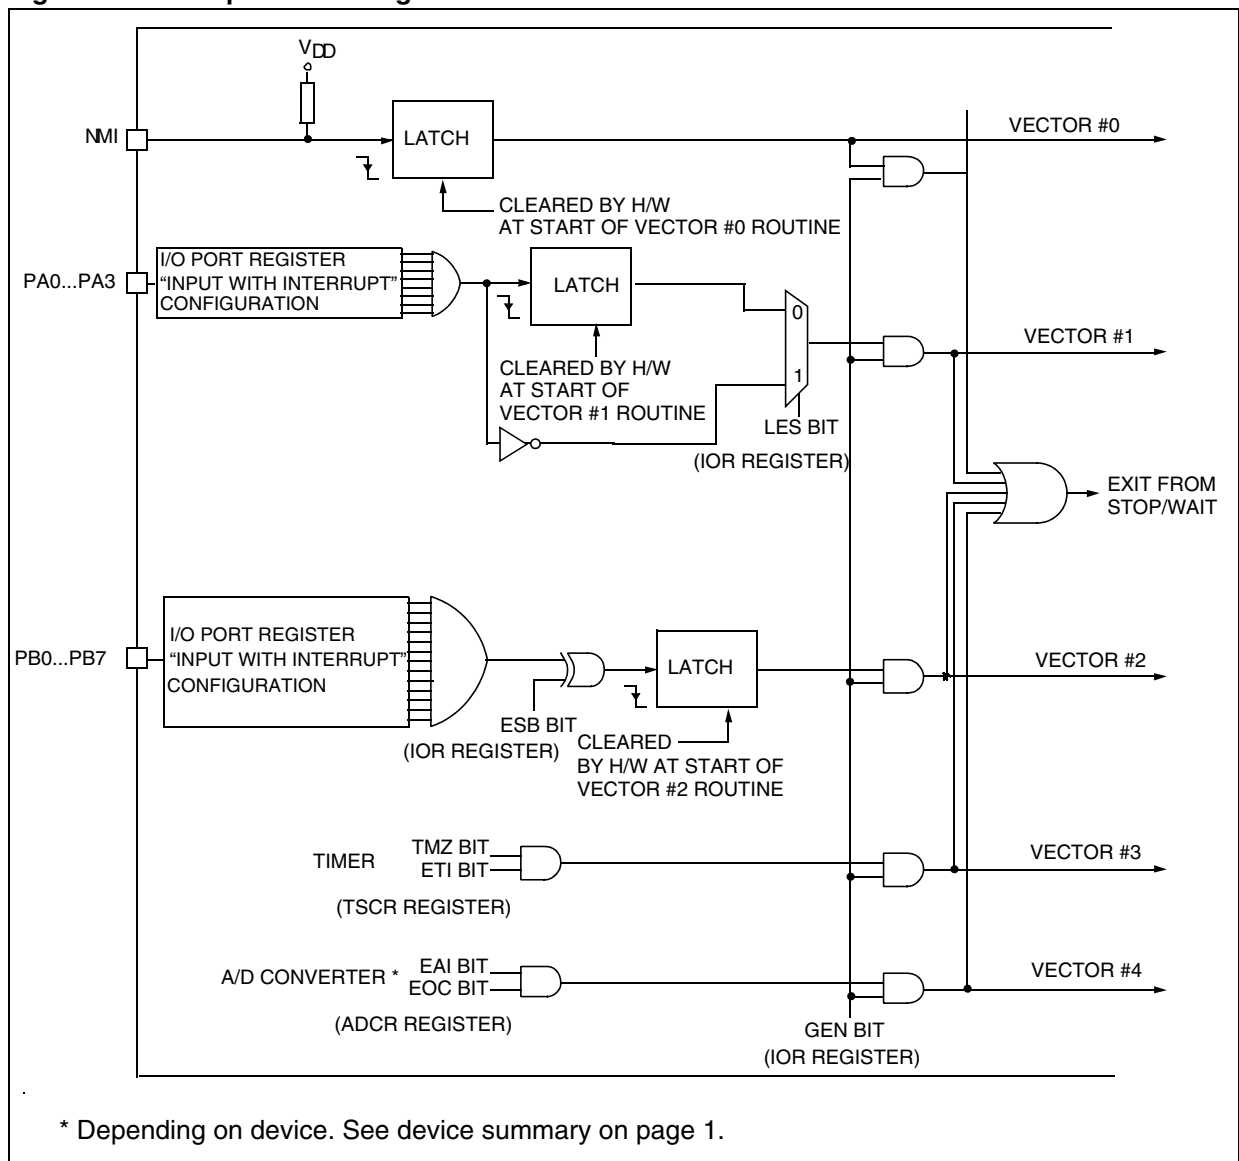 VDD
NMI
LATCH
VECTOR #0
CLEARED BY H/W
AT START OF VECTOR #0 ROUTINE
PA0...PA3
I/O PORT REGISTER
“INPUT WITH INTERRUPT”
CONFIGURATION
LATCH
0
1
VECTOR #1
CLEARED BY H/W
AT START OF
VECTOR #1 ROUTINE
LES BIT
(IOR REGISTER)
EXIT FROM
STOP/WAIT
PB0...PB7
I/O PORT REGISTER
“INPUT WITH INTERRUPT”
CONFIGURATION
LATCH
VECTOR #2
ESB BIT
(IOR REGISTER)
CLEARED
BY H/W AT START OF
VECTOR #2 ROUTINE
TIMER
TMZ BIT
ETI BIT
(TSCR REGISTER)
VECTOR #3
A/D CONVERTER *
EAI BIT
EOC BIT
(ADCR REGISTER)
VECTOR #4
GEN BIT
(IOR REGISTER)
* Depending on device. See device summary on page 1.